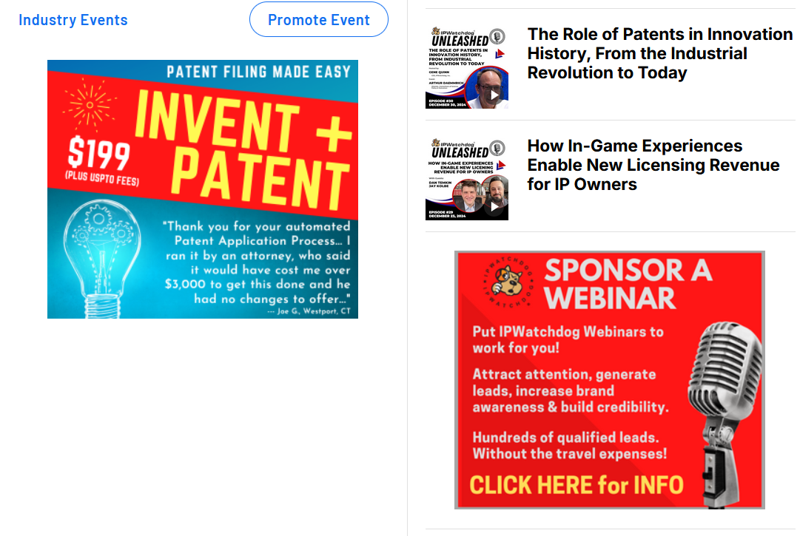 Industry Events
Promote Event
PATENT FILING MADE EASY
INVENT +
PATENT
$199
(PLUS USPTO FEES)
"Thank you for your automated
Patent Application Process... I
ran it by an attorney, who said
it would have cost me over
$3,000 to get this done and he
had no changes to offer..."
--- Joe G., Westport, CT
IPWatchdog
UNLEASHED
THE ROLE OF PATENTS IN
INNOVATION HISTORY,
FROM INDUSTRIAL
REVOLUTION TO TODAY
GENE QUINN
The Role of Patents in Innovation
History, From the Industrial
Revolution to Today
IPWatchdog
UNLEASHED
HOW IN-GAME EXPERIENCES
ENABLE NEW LICENSING
REVENUE FOR IP OWNERS
How In-Game Experiences
Enable New Licensing Revenue
for IP Owners
IPWATCHDOG
SPONSOR A
WEBINAR
Put IPWatchdog Webinars to
work for you!
Attract attention, generate
leads, increase brand
awareness & build credibility.
Hundreds of qualified leads.
Without the travel expenses!
CLICK HERE for INFO